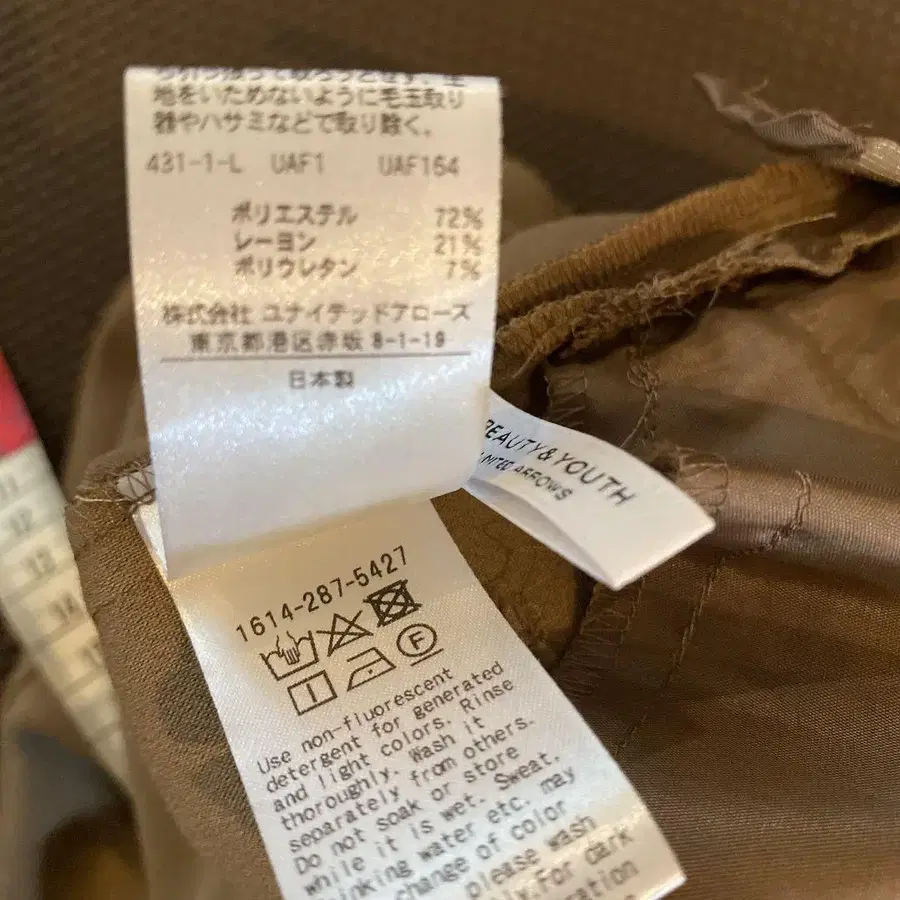 地をいためないように毛玉取り
器やハサミなどで取り除く。
431-1-L UAF1 UAF164
ポリエステル 72%
レーヨン 21%
ポリウレタン 7%
株式会社 ユナイテッドアローズ
東京都港区赤坂 8-1-19
日本製
BEAUTY&YOUTH
UNITED ARROWS
1614-287-5427
F
Use non-fluorescent
detergent for generated
and light colors. Rinse
thoroughly. Wash it
separately from others.
Do not soak or store
while it is wet. Sweat,
water etc. may
change of color
please wash
For dark
11
12
13
14